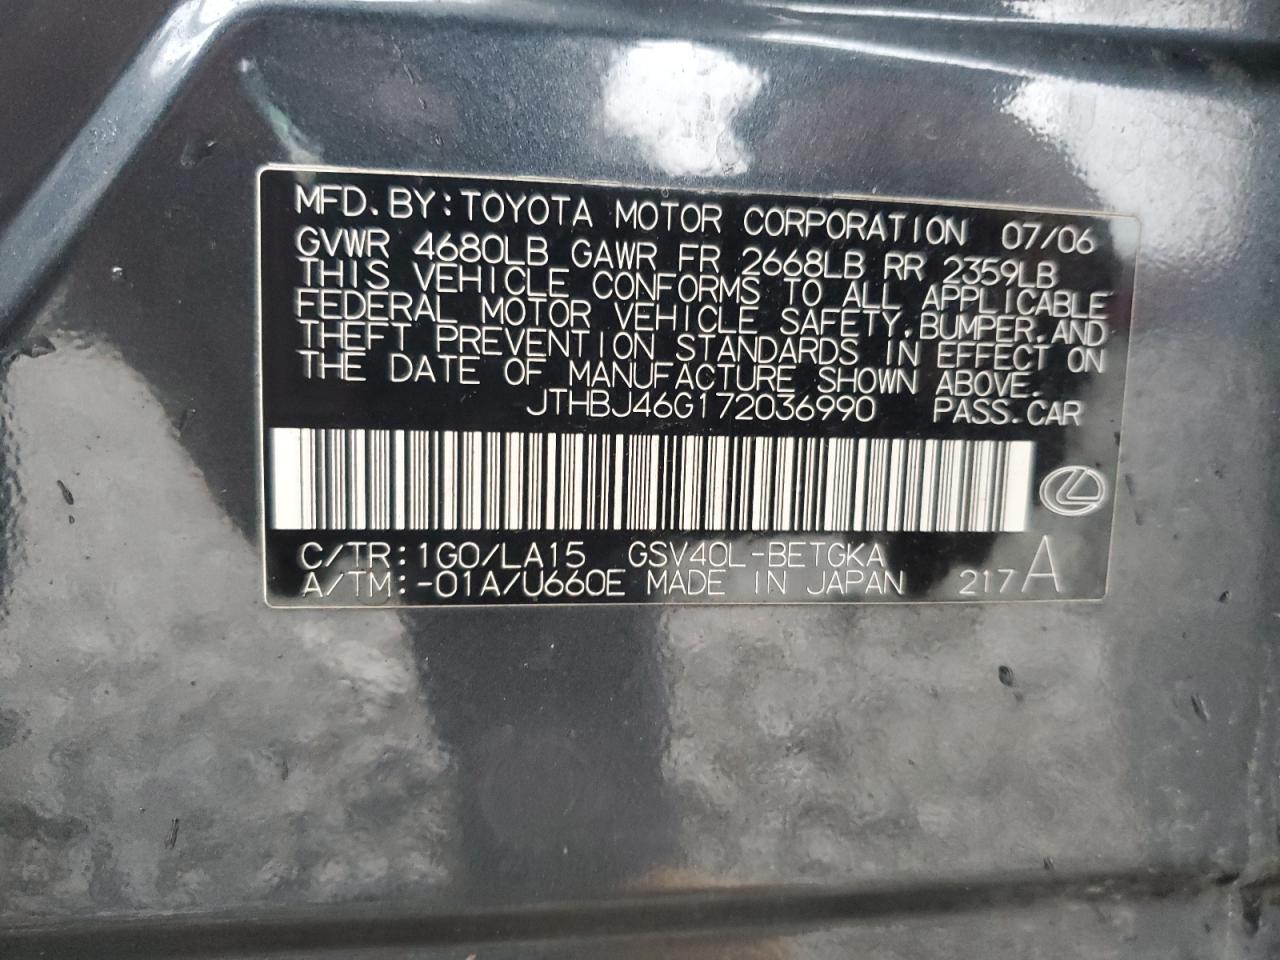 MFD.BY:TOYOTA MOTOR CORPORATION 07/06
GVWR 4680LB GAWR FR 2668LB RR 2359LB
THIS VEHICLE CONFORMS TO ALL APPLICABLE
FEDERAL MOTOR VEHICLE SAFETY,BUMPER,AND
THEFT PREVENTION STANDARDS IN EFFECT ON
THE DATE OF MANUFACTURE SHOWN ABOVE.
JTHBJ46G172036990 PASS.CAR
C/TR:1G0/LA15 GSV40L-BETGKA
A/TM:-01A/U660E MADE IN JAPAN 217A